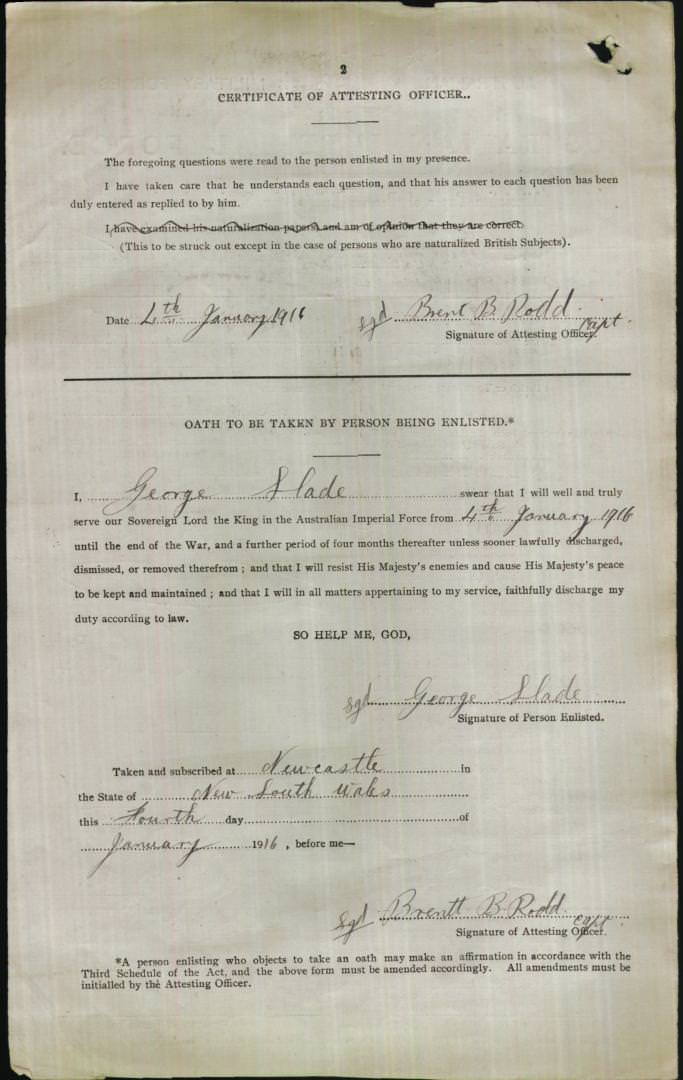 2
CERTIFICATE OF ATTESTING OFFICER..
The foregoing questions were read to the person enlisted in my presence.
I have taken care that he understands each question, and that his answer to each question has been
duly entered as replied to by him.
I have examined his naturalization papers and am of opinion that they are correct.
(This to be struck out except in the case of persons who are naturalized British Subjects).
Date 4th January 1916 sgd Brent B. Rodd. Capt.
Signature of Attesting Officer.
OATH TO BE TAKEN BY PERSON BEING ENLISTED.*
I, George Slade swear that I will well and truly
serve our Sovereign Lord the King in the Australian Imperial Force from 4th January 1916
until the end of the War, and a further period of four months thereafter unless sooner lawfully discharged,
dismissed, or removed therefrom ; and that I will resist His Majesty's enemies and cause His Majesty's peace
to be kept and maintained ; and that I will in all matters appertaining to my service, faithfully discharge my
duty according to law.
SO HELP ME, GOD,
sgd George Slade
Signature of Person Enlisted.
Taken and subscribed at Newcastle in
the State of New South Wales
this Fourth day of
January 1916, before me—
sgd Brentt B. Rodd. Capt.
Signature of Attesting Officer.
*A person enlisting who objects to take an oath may make an affirmation in accordance with the
Third Schedule of the Act, and the above form must be amended accordingly. All amendments must be
initialled by the Attesting Officer.